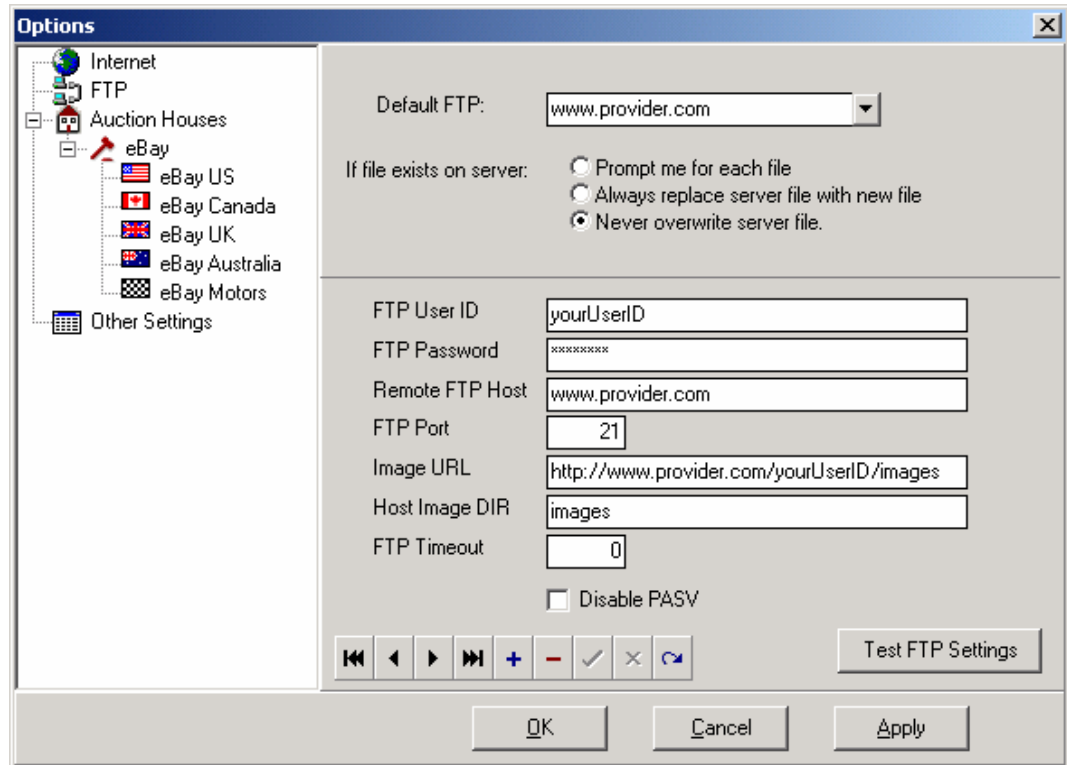 Options
Internet
FTP
Auction Houses
eBay
eBay US
eBay Canada
eBay UK
eBay Australia
eBay Motors
Other Settings
Default FTP: www.provider.com
If file exists on server: Prompt me for each file
Always replace server file with new file
Never overwrite server file.
FTP User ID yourUserID
FTP Password ********
Remote FTP Host www.provider.com
FTP Port 21
Image URL http://www.provider.com/yourUserID/images
Host Image DIR images
FTP Timeout 0
Disable PASV
Test FTP Settings
OK Cancel Apply